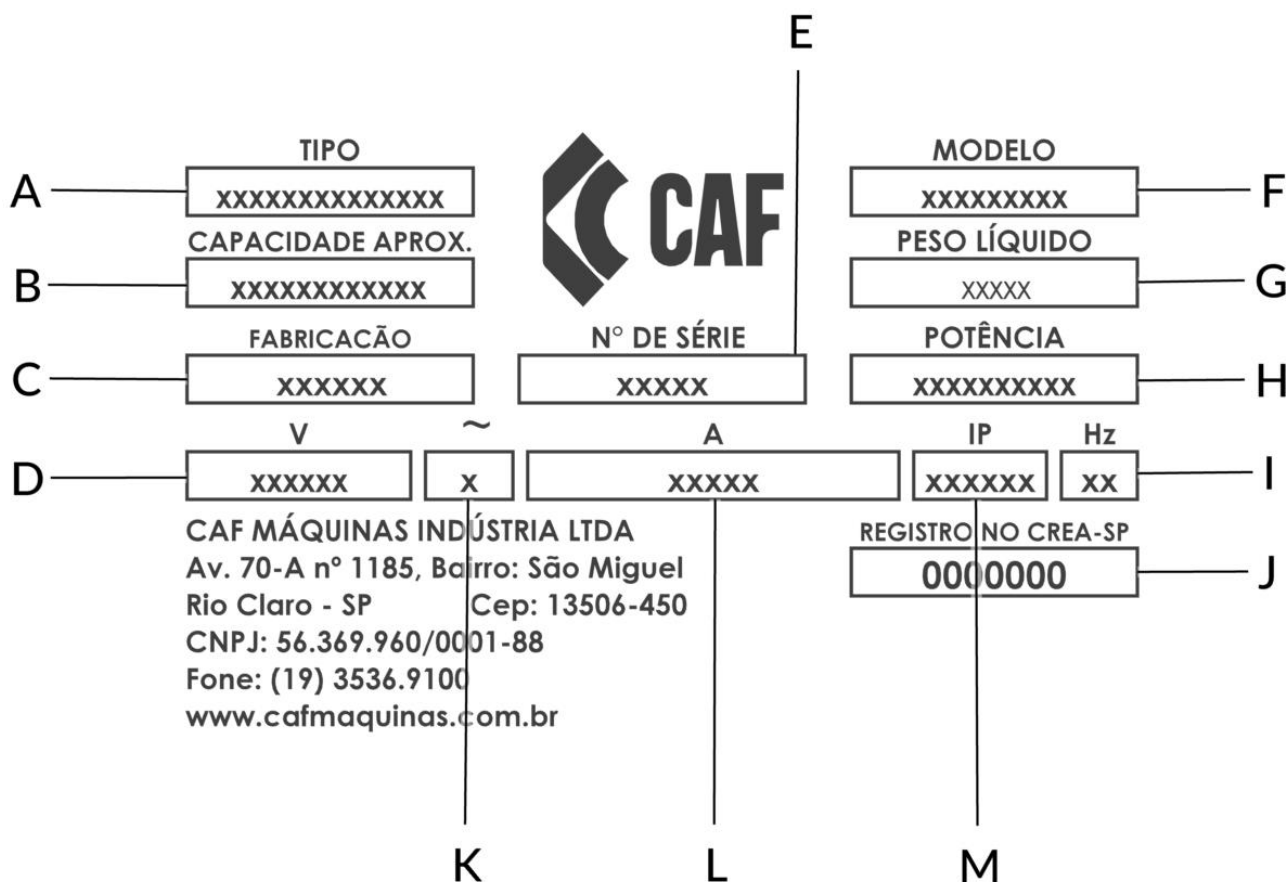 E
TIPO
CAF
MODELO
A xxxxxxxxxxxxxx
xxxxxxxxx F
CAPACIDADE APROX.
PESO LÍQUIDO
B xxxxxxxxxxxx
xxxxx G
FABRICACÃO
N° DE SÉRIE
POTÊNCIA
C xxxxxx
xxxxx
xxxxxxxxxx H
V ~ A IP Hz
D xxxxxx x xxxxx xxxxxx xx I
CAF MÁQUINAS INDÚSTRIA LTDA
REGISTRO NO CREA-SP
Av. 70-A nº 1185, Bairro: São Miguel
0000000 J
Rio Claro - SP Cep: 13506-450
CNPJ: 56.369.960/0001-88
Fone: (19) 3536.9100
www.cafmaquinas.com.br
K L M